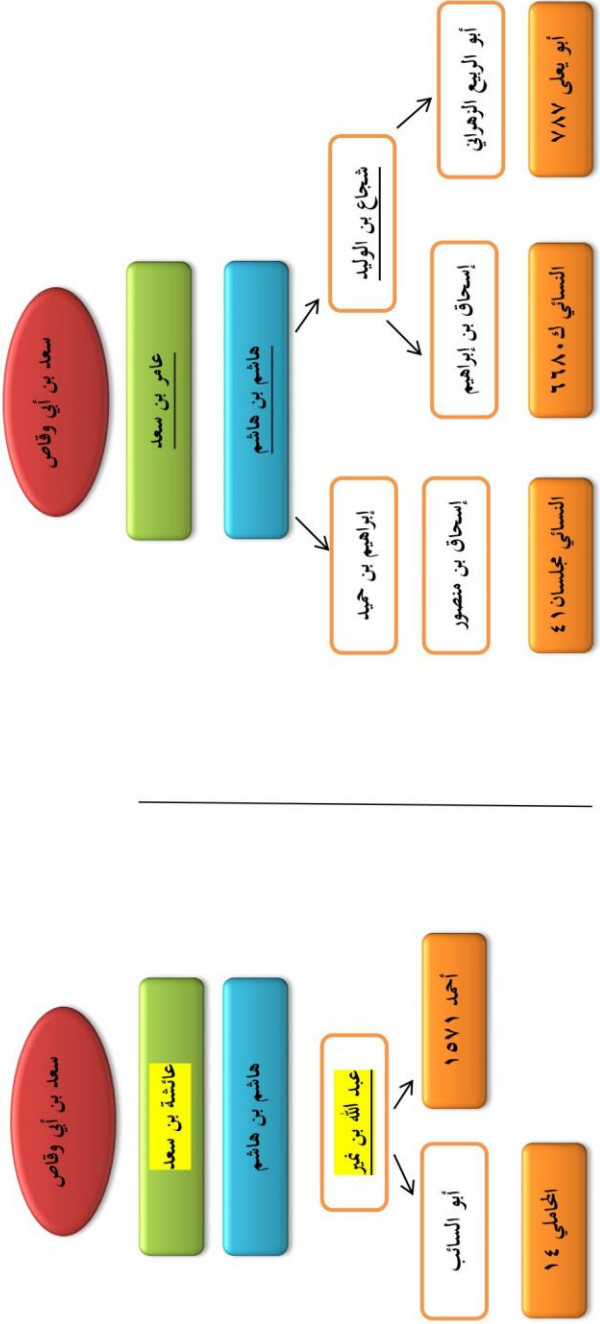 سعد بن أبي وقاص
عامر بن سعد
هاشم بن هاشم
شجاع بن الوليد
إبراهيم بن حميد
أبو الربيع الزهراني
إسحاق بن إبراهيم
إسحاق بن منصور
أبو يعلى ٧٨٧
النسائي ك ٦٦٨٠
النسائي مجلسان ٤١
سعد بن أبي وقاص
عائشة بن سعد
هاشم بن هاشم
عبد الله بن نمير
أحمد ١٥٧١
أبو السائب
المحاملي ١٤